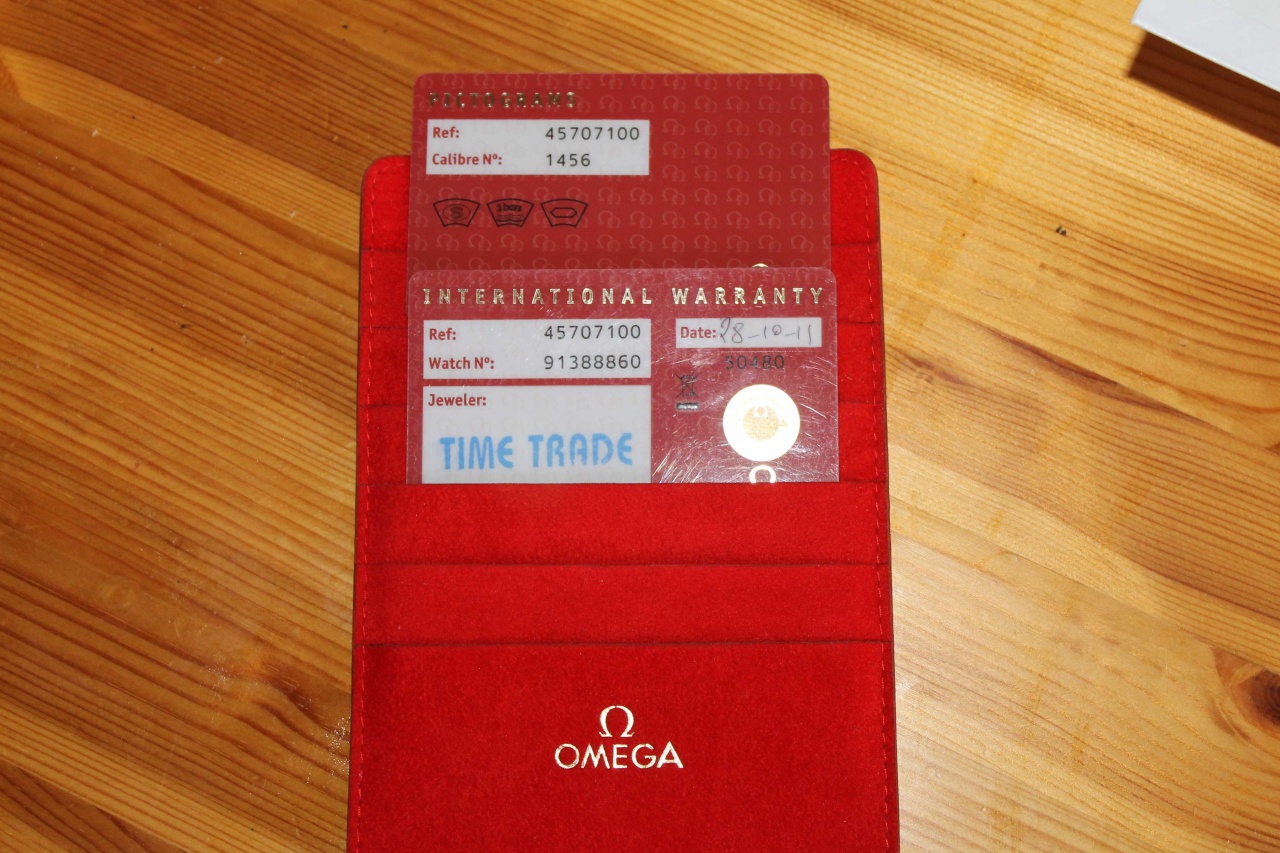 PICTOGRAMS
Ref: 45707100
Calibre Nº: 1456
INTERNATIONAL WARRANTY
Ref: 45707100
Date: 28-10-11
Watch Nº: 91388860
30480
Jeweler:
TIME TRADE
Ω
OMEGA